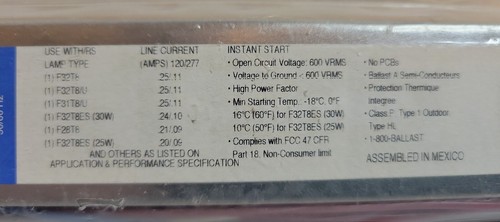 USE WITH/RS LINE CURRENT INSTANT START
LAMP TYPE (AMPS) 120/277 • Open Circuit Voltage: 600 VRMS • No PCBs
(1) F32T8 .25/.11 • Voltage to Ground < 600 VRMS • Ballast A Semi-Conducteurs
(1) F32T8/U .25/.11 • High Power Factor • Protection Thermique
(1) F31T8/U .25/.11 • Min Starting Temp: -18°C, 0°F Integree
(1) F32T8/ES (30W) .24/.10 16°C (60°F) for F32T8ES (30W) • Class P Type 1 Outdoor
(1) F28T8 .21/.09 10°C (50°F) for F32T8ES (25W) Type HL
(1) F32T8ES (25W) .20/.09 • Complies with FCC 47 CFR • 1-800-BALLAST
AND OTHERS AS LISTED ON Part 18, Non-Consumer limit
APPLICATION & PERFORMANCE SPECIFICATION ASSEMBLED IN MEXICO